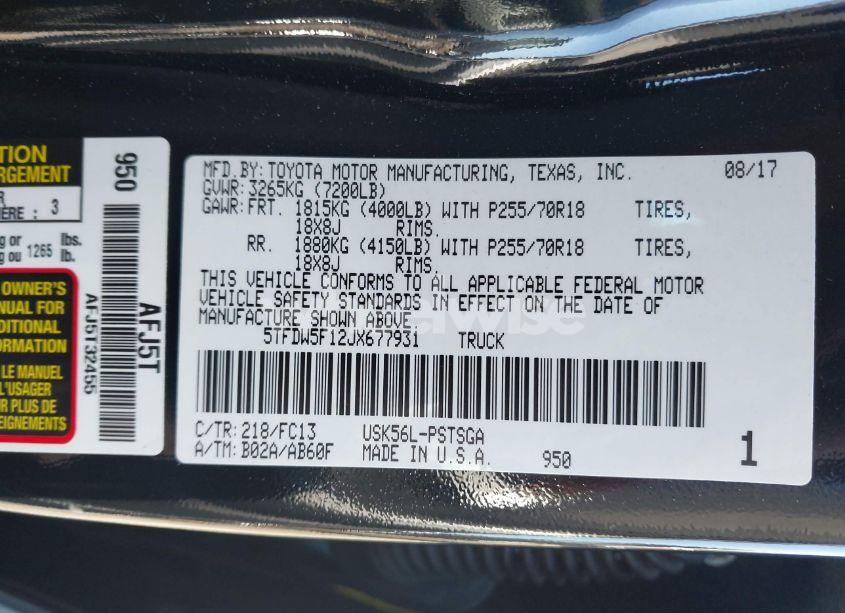 TION
RGEMENT
R
IÈRE : 3
g or 1265 lbs.
g ou lb.
OWNER'S
NUAL FOR
DITIONAL
ORMATION
LE MANUEL
L'USAGER
R PLUS DE
EIGNEMENTS
950
AFJ5T
AFJ5T32455
MFD.BY: TOYOTA MOTOR MANUFACTURING, TEXAS, INC. 08/17
GVWR: 3265KG (7200LB)
GAWR: FRT. 1815KG (4000LB) WITH P255/70R18 TIRES,
18X8J RIMS.
RR. 1880KG (4150LB) WITH P255/70R18 TIRES,
18X8J RIMS.
THIS VEHICLE CONFORMS TO ALL APPLICABLE FEDERAL MOTOR
VEHICLE SAFETY STANDARDS IN EFFECT ON THE DATE OF
MANUFACTURE SHOWN ABOVE.
5TFDW5F12JX677931 TRUCK
C/TR: 218/FC13 USK56L-PSTSGA
A/TM: B02A/AB60F MADE IN U.S.A. 950 1